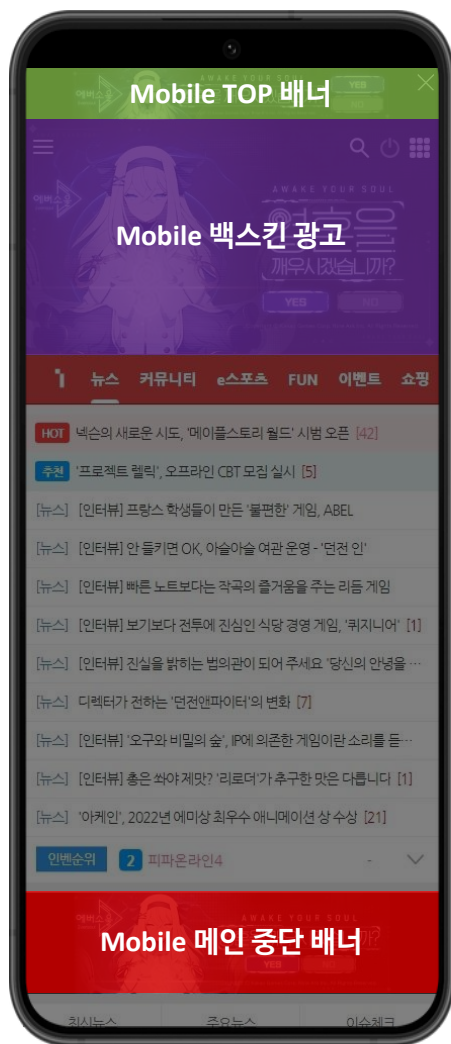 AWAKE YOUR SOUL
YES
NO
Mobile TOP 배너
에버소울
AWAKE YOUR SOUL
영혼을
깨우시겠습니까?
Mobile 백스킨 광고
YES
NO
뉴스 커뮤니티 e스포츠 FUN 이벤트 쇼핑
HOT 넥슨의 새로운 시도, '메이플스토리 월드' 시범 오픈 [42]
추천 '프로젝트 렐릭', 오프라인 CBT 모집 실시 [5]
[뉴스] [인터뷰] 프랑스 학생들이 만든 '불편한' 게임, ABEL
[뉴스] [인터뷰] 안 들키면 OK, 아슬아슬 여관 운영 - '던전 인'
[뉴스] [인터뷰] 빠른 노트보다는 작곡의 즐거움을 주는 리듬 게임
[뉴스] [인터뷰] 보기보다 전투에 진심인 식당 경영 게임, '퀴지니어' [1]
[뉴스] [인터뷰] 진실을 밝히는 법의관이 되어 주세요 '당신의 안녕을 …
[뉴스] 디렉터가 전하는 '던전앤파이터'의 변화 [7]
[뉴스] [인터뷰] '오구와 비밀의 숲', IP에 의존한 게임이란 소리를 듣…
[뉴스] [인터뷰] 총은 쏴야 제맛? '리로더'가 추구한 맛은 다릅니다 [1]
[뉴스] '아케인', 2022년 에미상 최우수 애니메이션 상 수상 [21]
인벤순위 2 피파온라인4 -
에버소울
AWAKE YOUR SOUL
Mobile 메인 중단 배너
YES
최신뉴스 주요뉴스 이슈체크